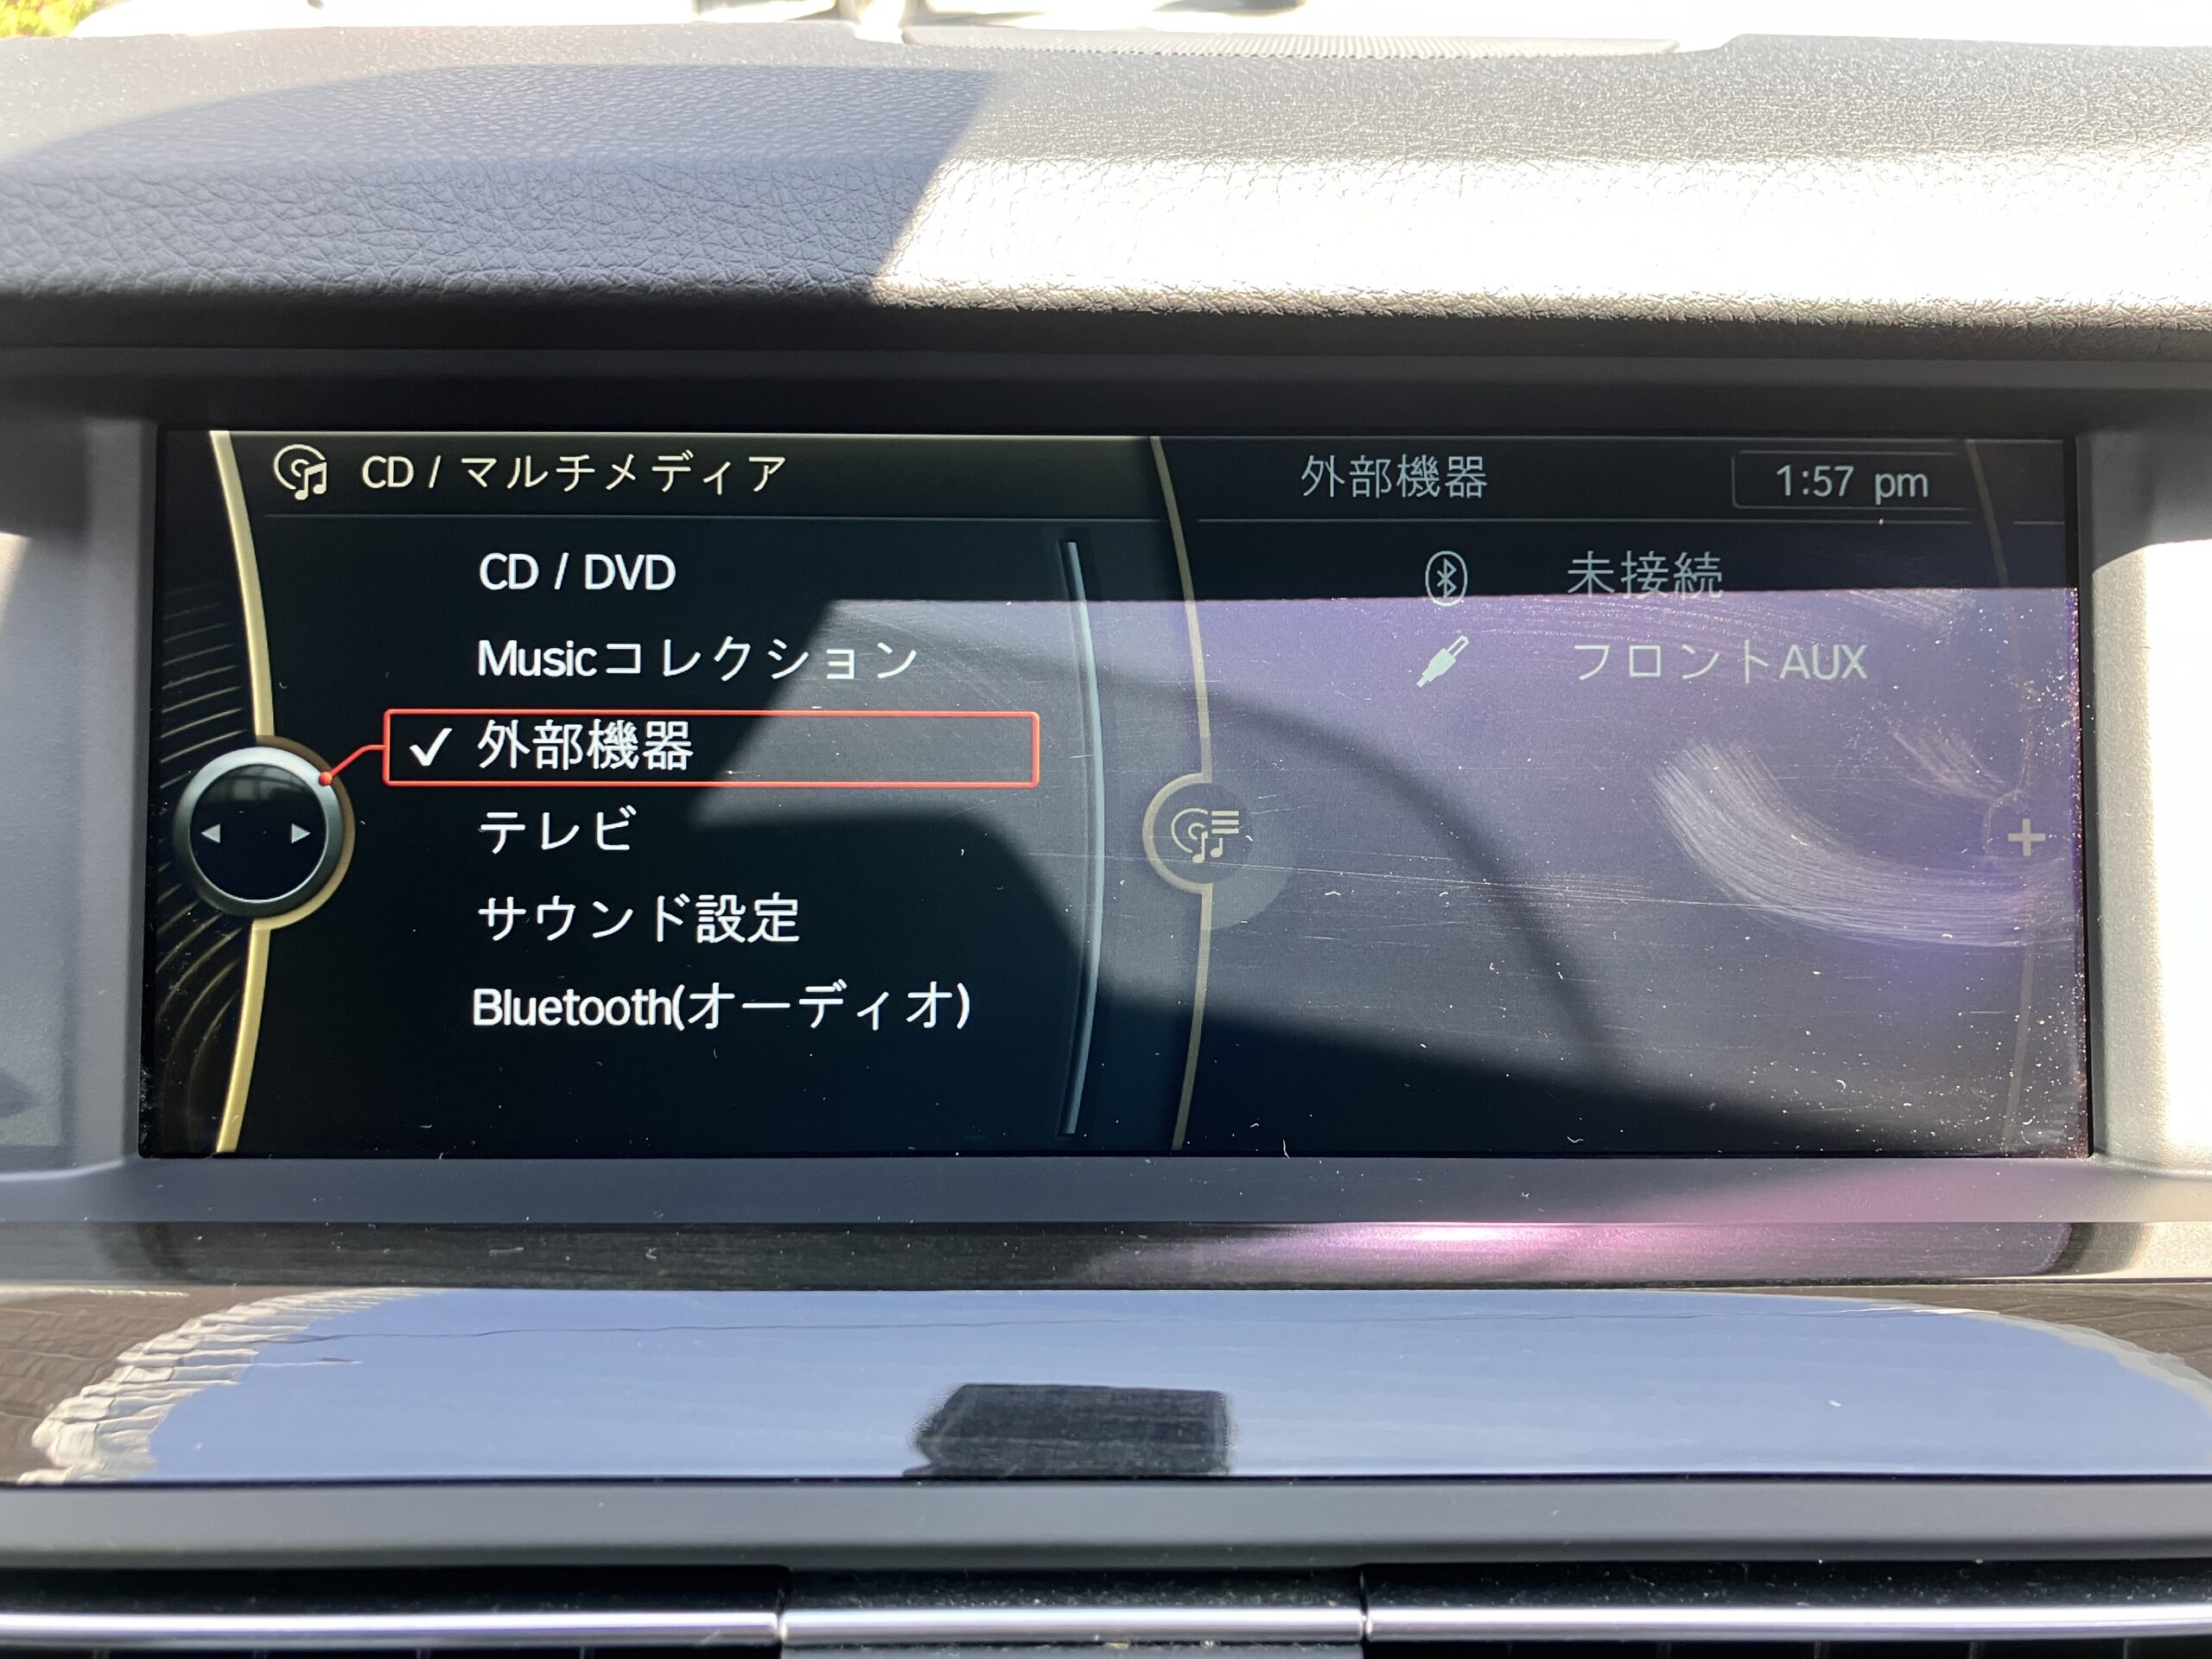 CD / マルチメディア
外部機器
1:57 pm
CD / DVD
Musicコレクション
外部機器
テレビ
サウンド設定
Bluetooth(オーディオ)
未接続
フロントAUX